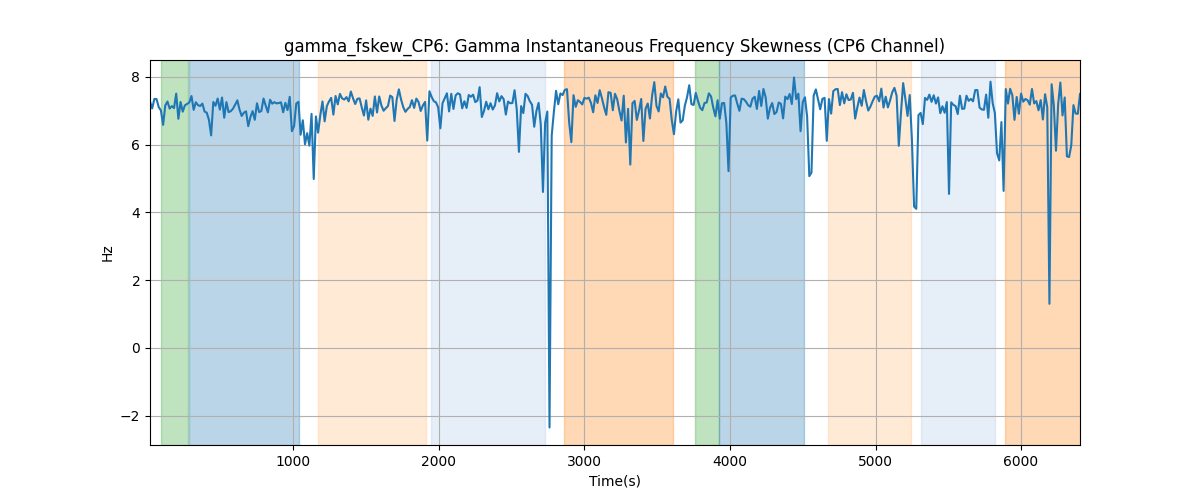 gamma_fskew_CP6: Gamma Instantaneous Frequency Skewness (CP6 Channel)
8
6
4
2
0
−2
Hz
1000 2000 3000 4000 5000 6000
Time(s)